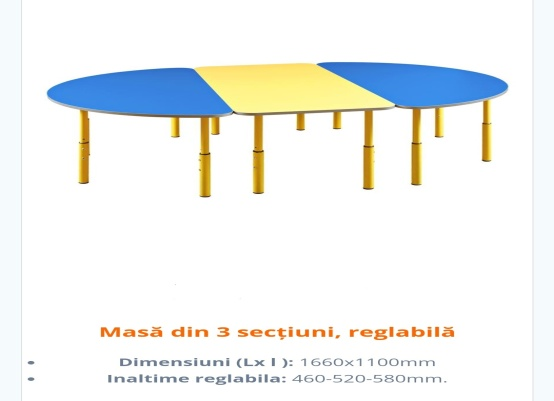 Masă din 3 secțiuni, reglabilă
• Dimensiuni (Lx l ): 1660x1100mm
• Inaltime reglabila: 460-520-580mm.